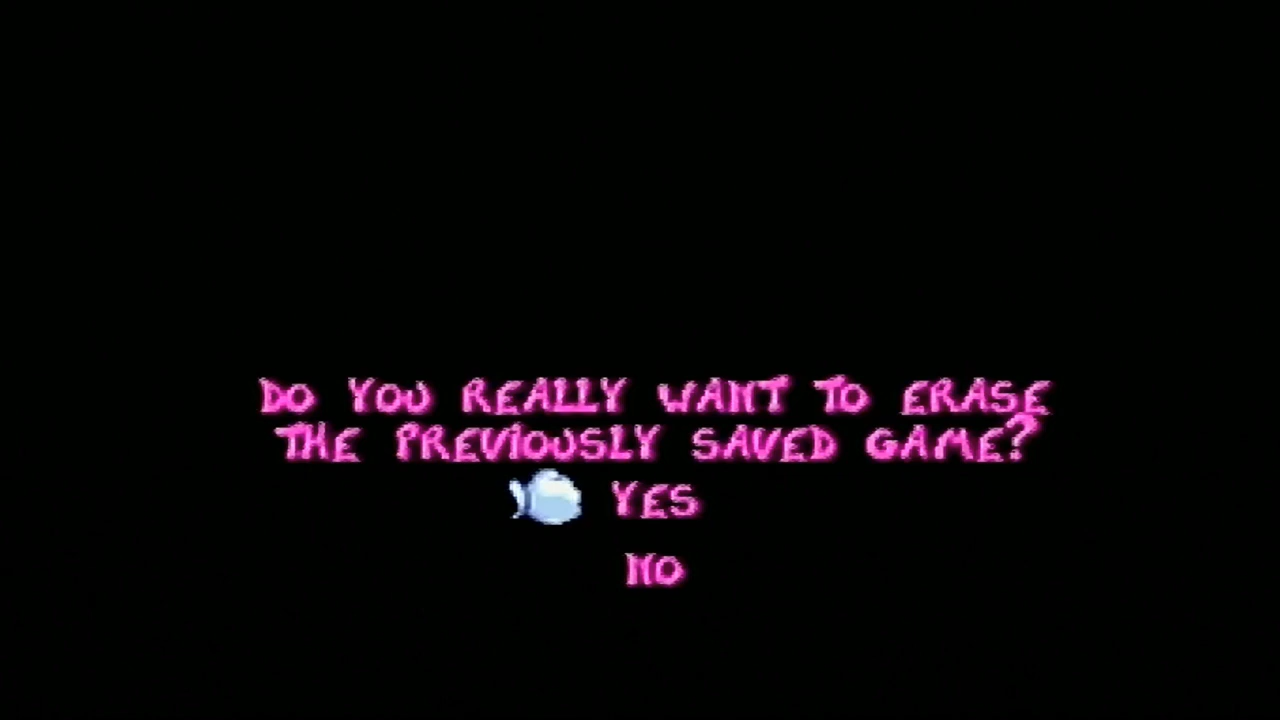 DO YOU REALLY WANT TO ERASE
THE PREVIOUSLY SAVED GAME?
YES
NO